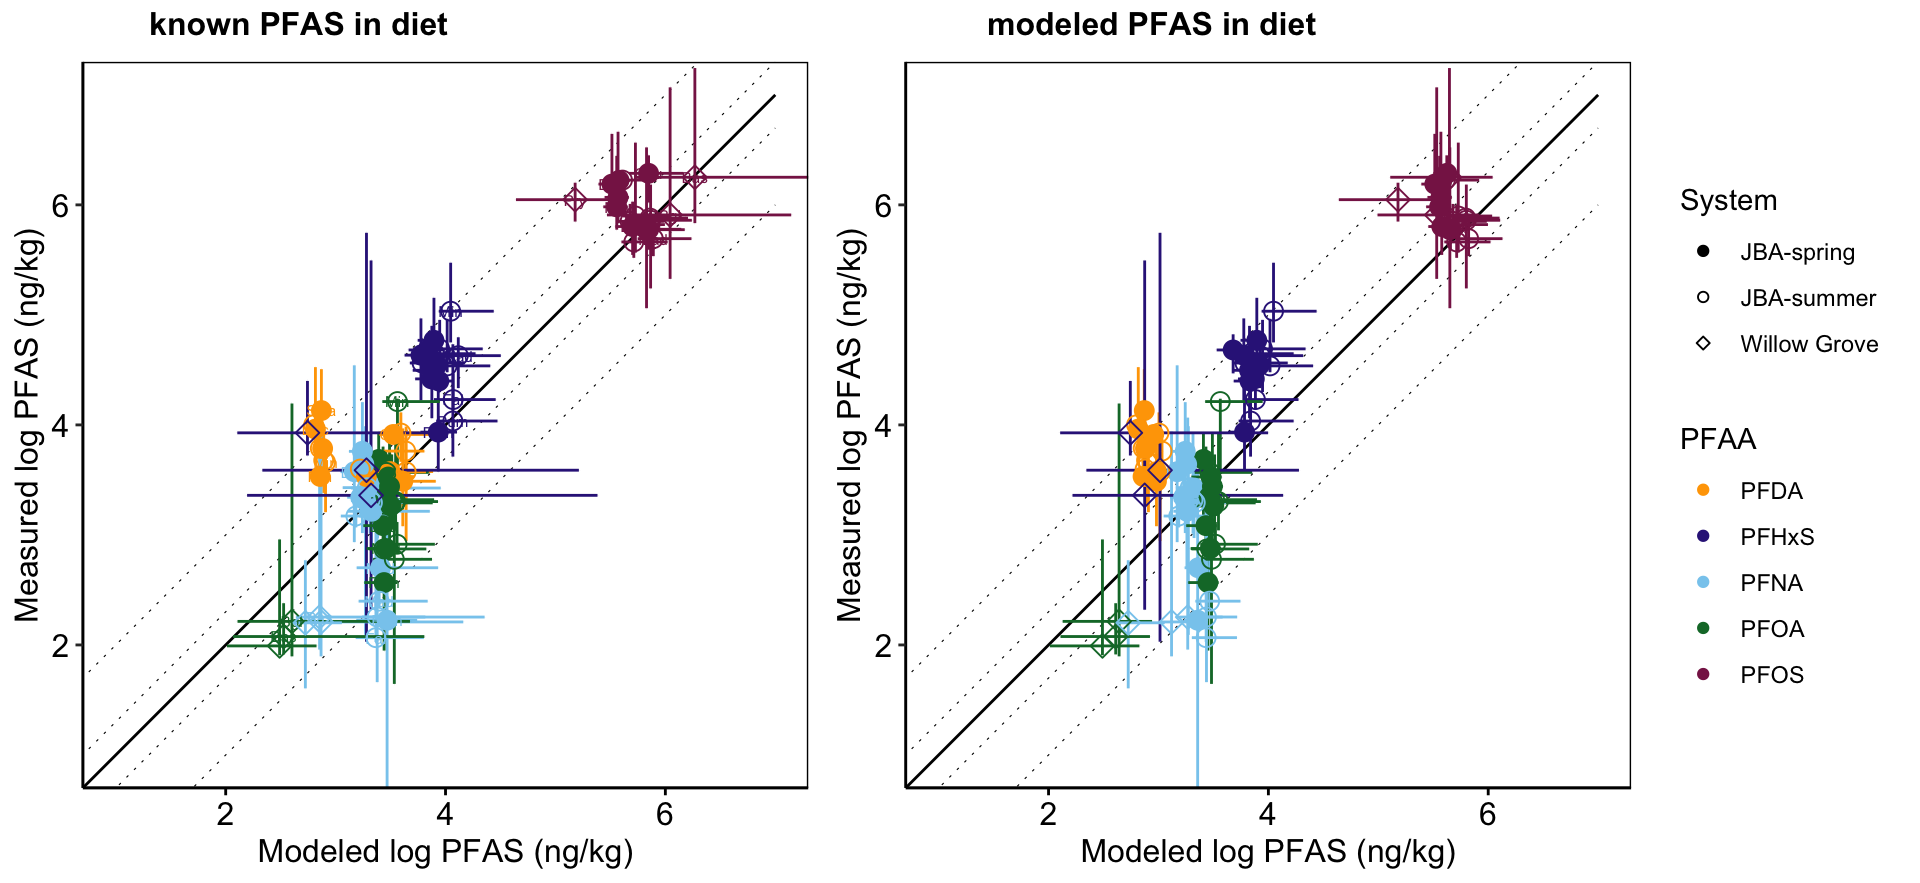 known PFAS in diet
modeled PFAS in diet
Measured log PFAS (ng/kg)
6
4
2
2
4
6
Modeled log PFAS (ng/kg)
Measured log PFAS (ng/kg)
6
4
2
2
4
6
Modeled log PFAS (ng/kg)
System
JBA-spring
JBA-summer
Willow Grove
PFAA
PFDA
PFHxS
PFNA
PFOA
PFOS